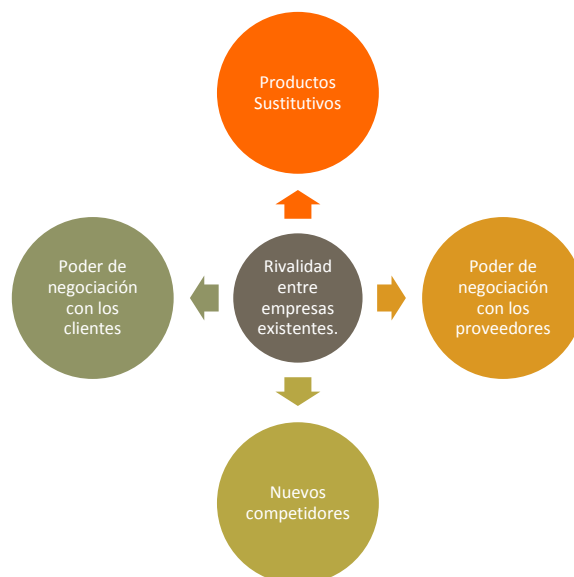 Productos
Sustitutivos
Poder de
negociación
con los
clientes
Rivalidad
entre
empresas
existentes.
Poder de
negociación
con los
proveedores
Nuevos
competidores